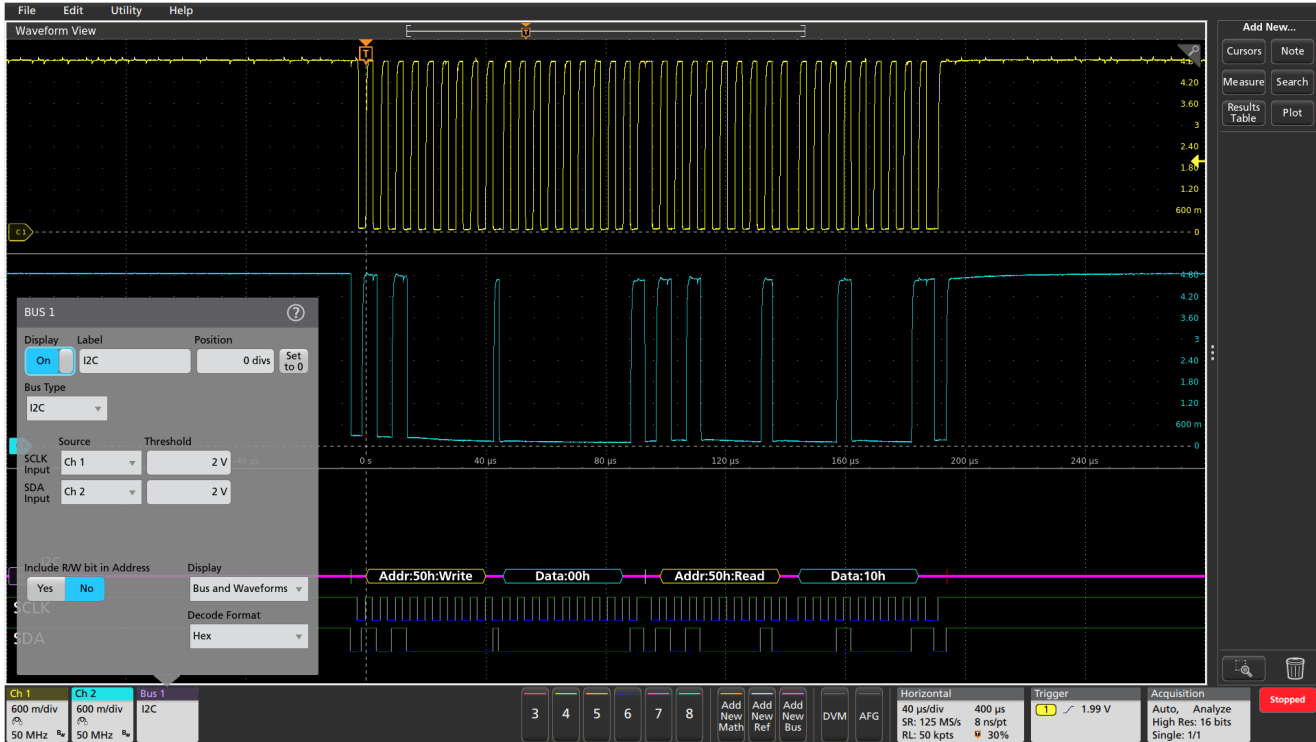 File Edit Utility Help
Waveform View
Add New...
Cursors Note
Measure Search
Results Table Plot
T
T
4.20
3.60
3
2.40
1.80
1.20
600 m
0
C1
4.80
4.20
3.60
3
2.40
1.80
1.20
600 m
0
BUS 1 ?
Display Label Position
On I2C 0 divs Set to 0
Bus Type
I2C
Source Threshold
SCLK Input Ch 1 2 V
SDA Input Ch 2 2 V
0 s 40 µs 80 µs 120 µs 160 µs 200 µs 240 µs
Include R/W bit in Address Display
Yes No Bus and Waveforms
Decode Format
Hex
I2C
SCLK
SDA
Addr:50h:Write Data:00h Addr:50h:Read Data:10h
Ch 1
600 m/div
50 MHz Bw
Ch 2
600 m/div
50 MHz Bw
Bus 1
I2C
3 4 5 6 7 8
Add New Math
Add New Ref
Add New Bus
DVM
AFG
Horizontal
40 µs/div 400 µs
SR: 125 MS/s 8 ns/pt
RL: 50 kpts T 30%
Trigger
1 1.99 V
Acquisition
Auto, Analyze
High Res: 16 bits
Single: 1/1
Stopped